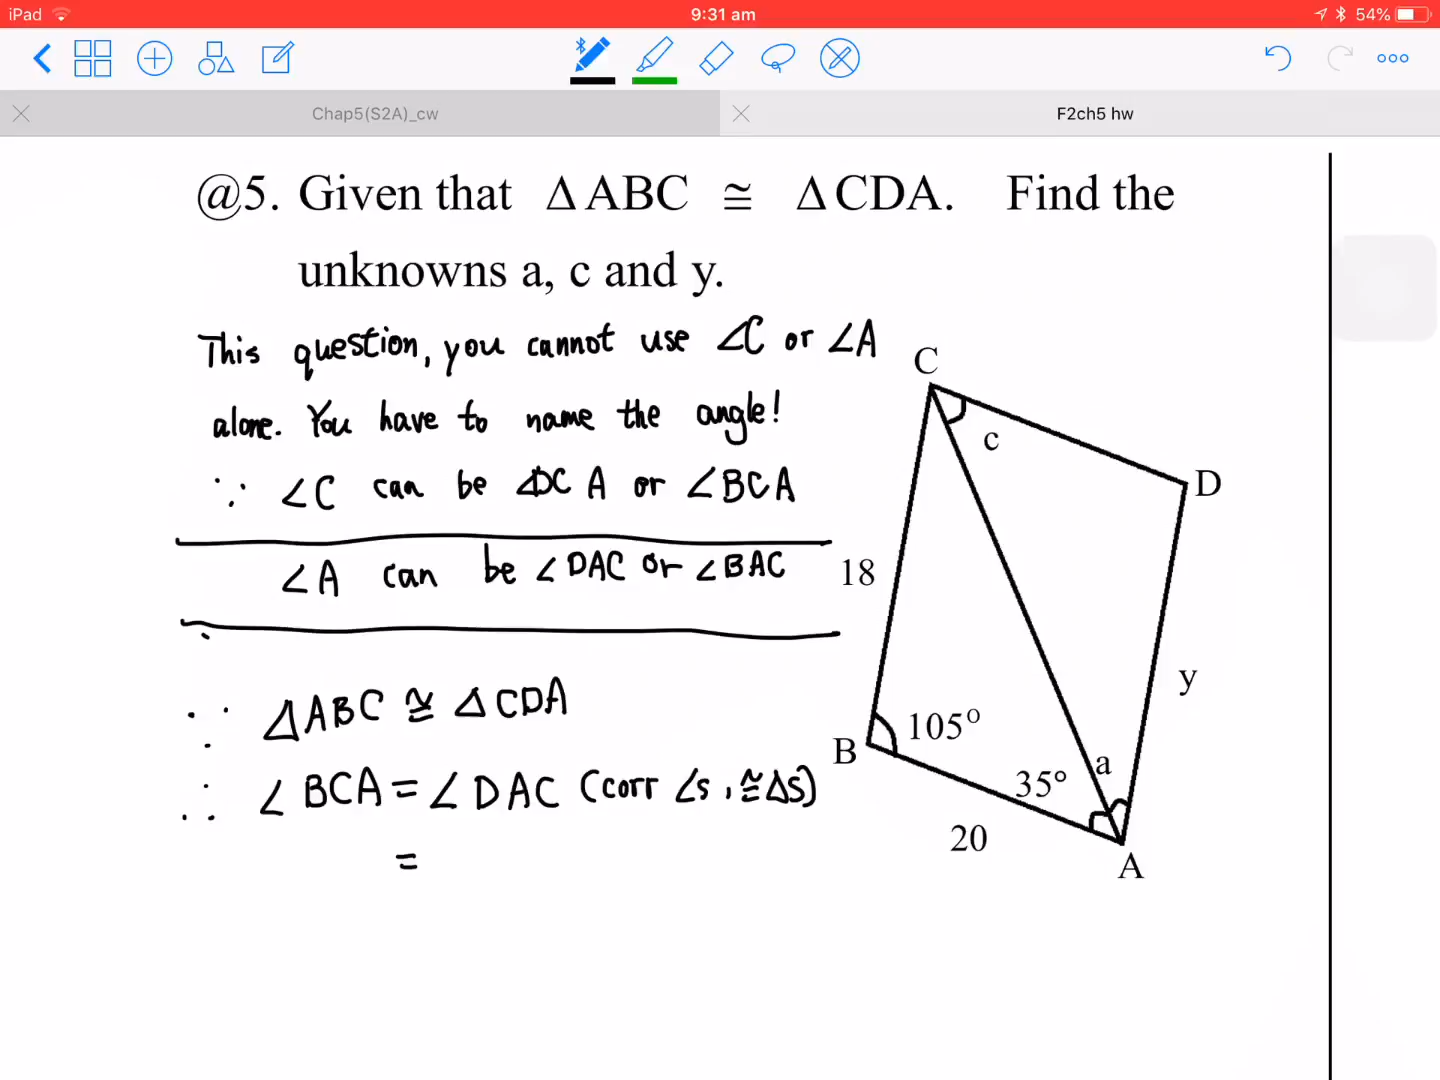 iPad
9:31 am
54%
Chap5(S2A)_cw
F2ch5 hw
@5. Given that ΔABC ≅ ΔCDA. Find the
unknowns a, c and y.
This question, you cannot use ∠C or ∠A
alone. You have to name the angle!
∵ ∠C can be ∠DCA or ∠BCA
∠A can be ∠DAC or ∠BAC
∵ ΔABC ≅ ΔCDA
∴ ∠BCA = ∠DAC (corr ∠s, ≅Δs)
=
C
c
D
18
y
B
105°
35°
a
20
A